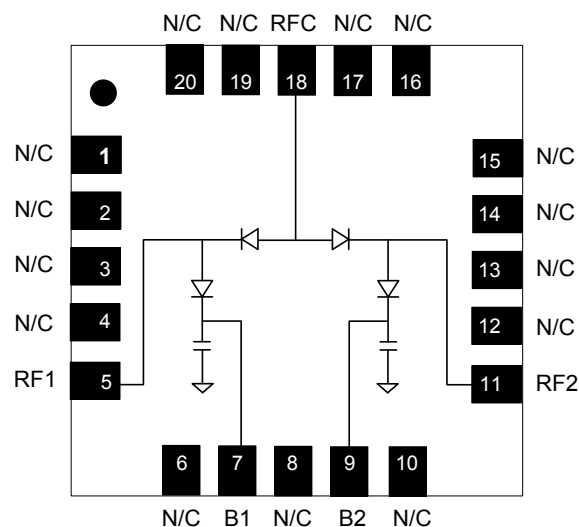 N/C N/C RFC N/C N/C
20 19 18 17 16
N/C 1 15 N/C
N/C 2 14 N/C
N/C 3 13 N/C
N/C 4 12 N/C
RF1 5 11 RF2
6 7 8 9 10
N/C B1 N/C B2 N/C